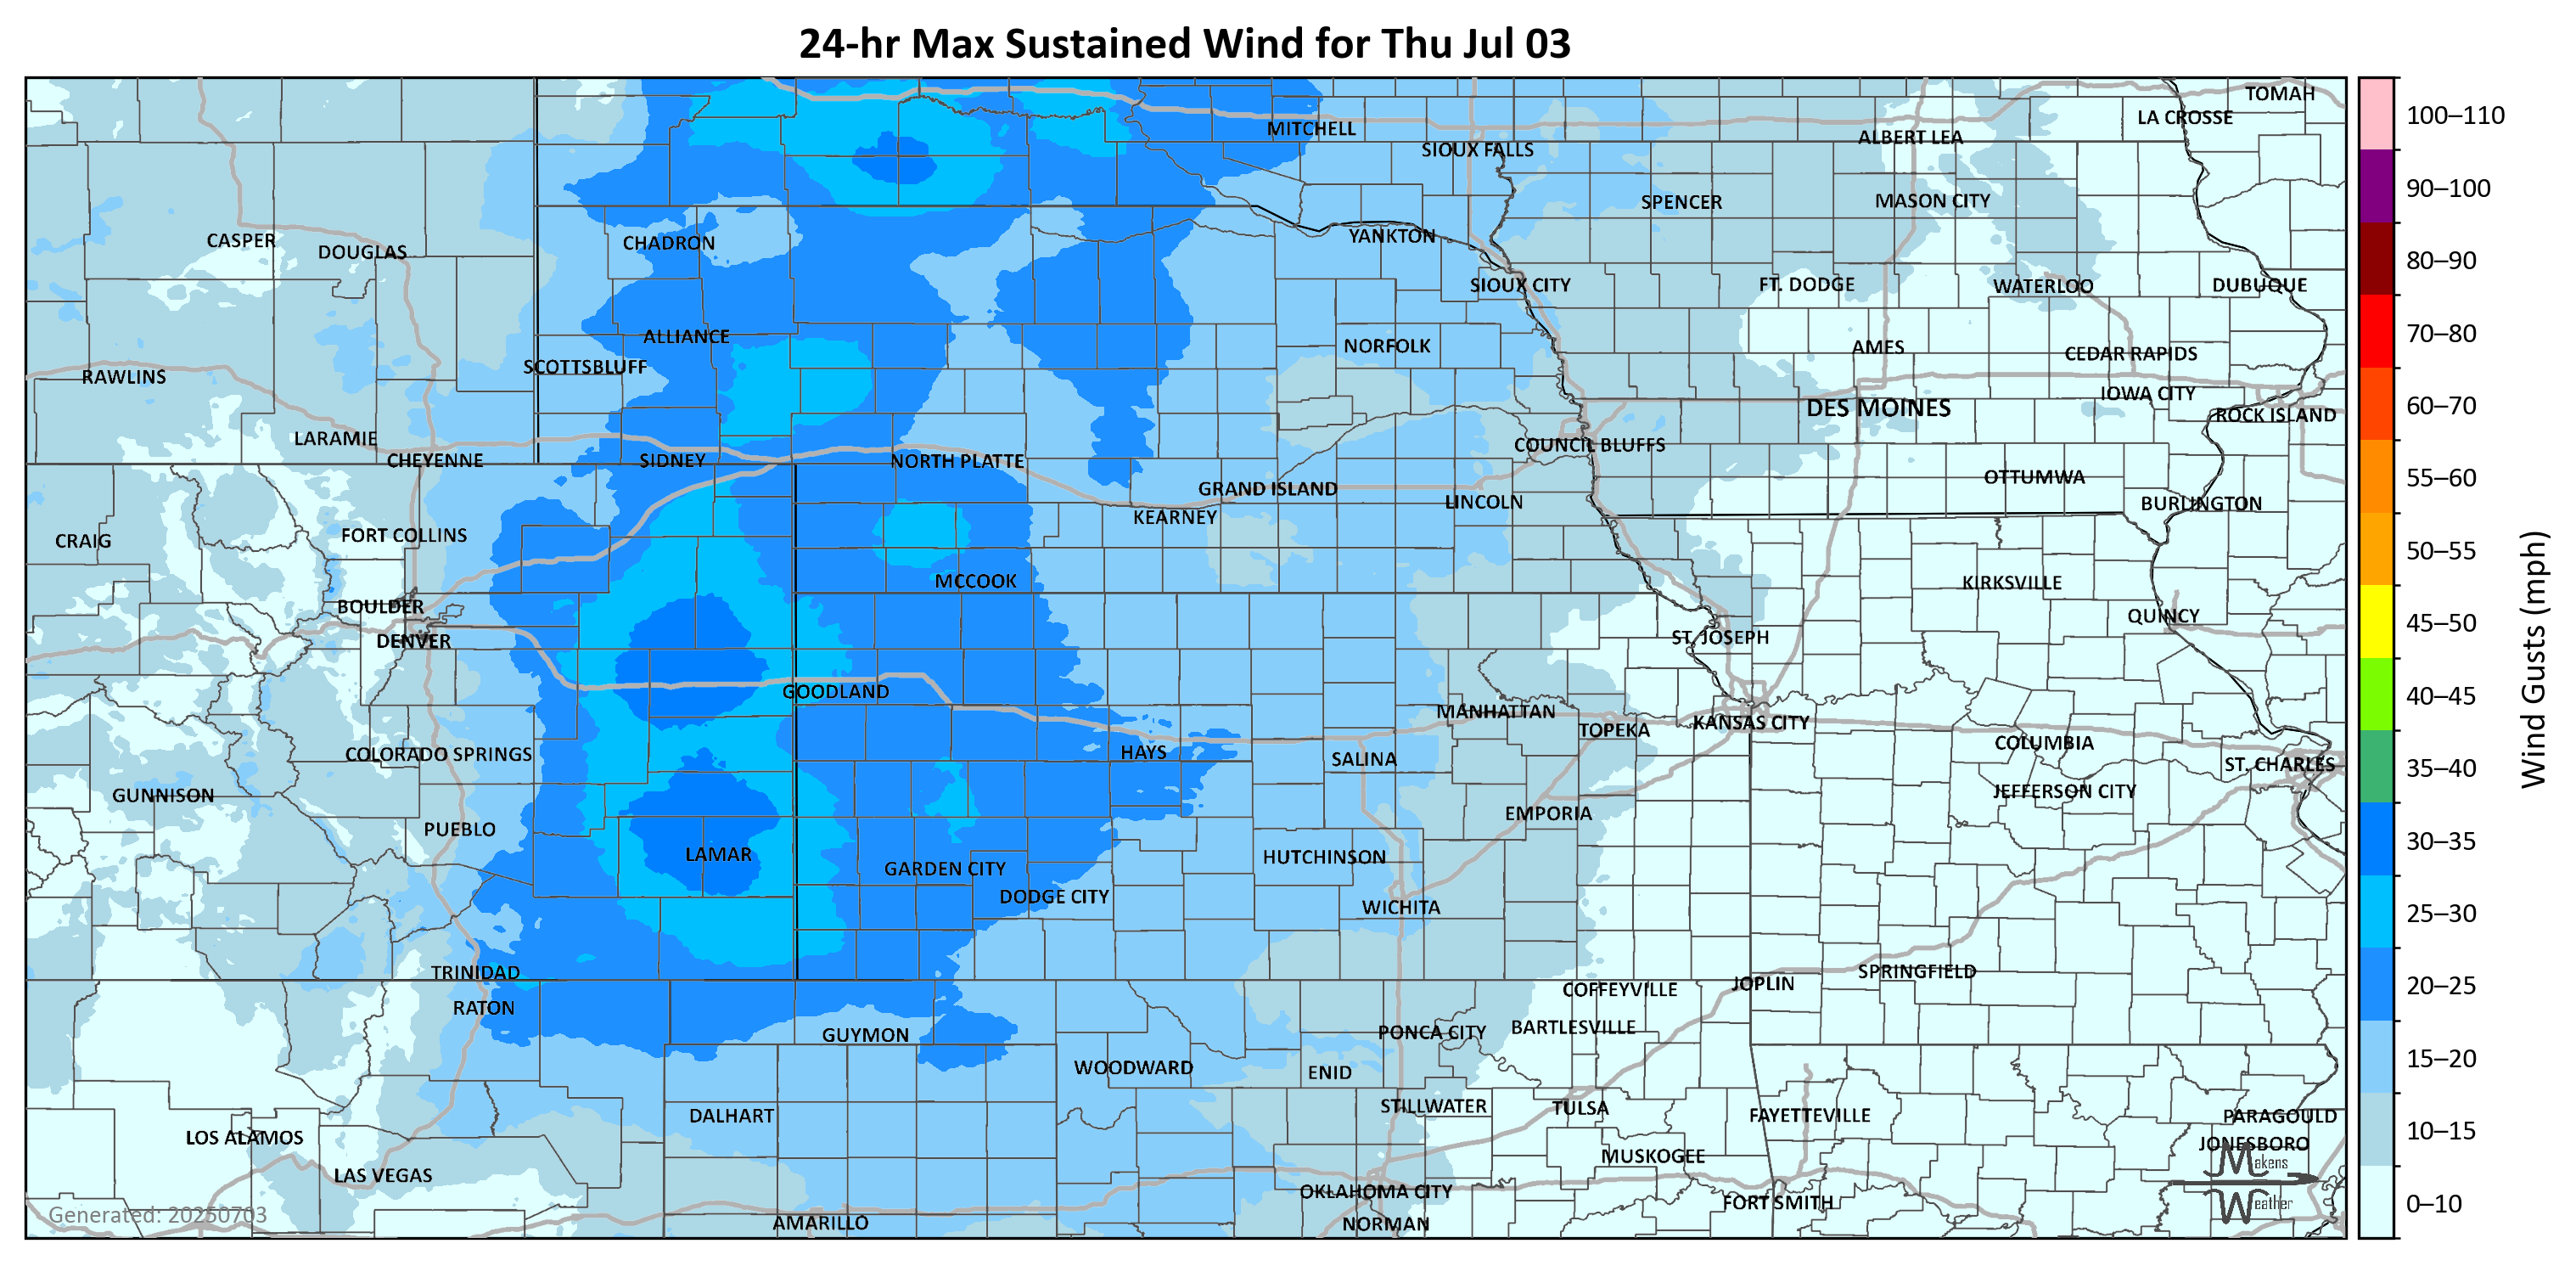 24-hr Max Sustained Wind for Thu Jul 03
TOMAH
LA CROSSE
MITCHELL
ALBERT LEA
SIOUX FALLS
SPENCER
MASON CITY
CASPER
DOUGLAS
CHADRON
YANKTON
SIOUX CITY
FT. DODGE
WATERLOO
DUBUQUE
ALLIANCE
NORFOLK
AMES
CEDAR RAPIDS
SCOTTSBLUFF
RAWLINS
IOWA CITY
DES MOINES
ROCK ISLAND
LARAMIE
COUNCIL BLUFFS
CHEYENNE
SIDNEY
NORTH PLATTE
OTTUMWA
GRAND ISLAND
LINCOLN
BURLINGTON
KEARNEY
FORT COLLINS
CRAIG
MCCOOK
KIRKSVILLE
BOULDER
QUINCY
DENVER
ST. JOSEPH
GOODLAND
MANHATTAN
TOPEKA
KANSAS CITY
COLUMBIA
COLORADO SPRINGS
HAYS
SALINA
ST. CHARLES
JEFFERSON CITY
GUNNISON
EMPORIA
PUEBLO
LAMAR
HUTCHINSON
GARDEN CITY
DODGE CITY
WICHITA
TRINIDAD
SPRINGFIELD
JOPLIN
COFFEYVILLE
RATON
GUYMON
PONCA CITY
BARTLESVILLE
WOODWARD
ENID
STILLWATER
TULSA
DALHART
FAYETTEVILLE
PARAGOULD
LOS ALAMOS
JONESBORO
MUSKOGEE
LAS VEGAS
OKLAHOMA CITY
FORT SMITH
AMARILLO
NORMAN
Generated: 20250703
Makens
Weather
100–110
90–100
80–90
70–80
60–70
55–60
50–55
45–50
40–45
35–40
30–35
25–30
20–25
15–20
10–15
0–10
Wind Gusts (mph)